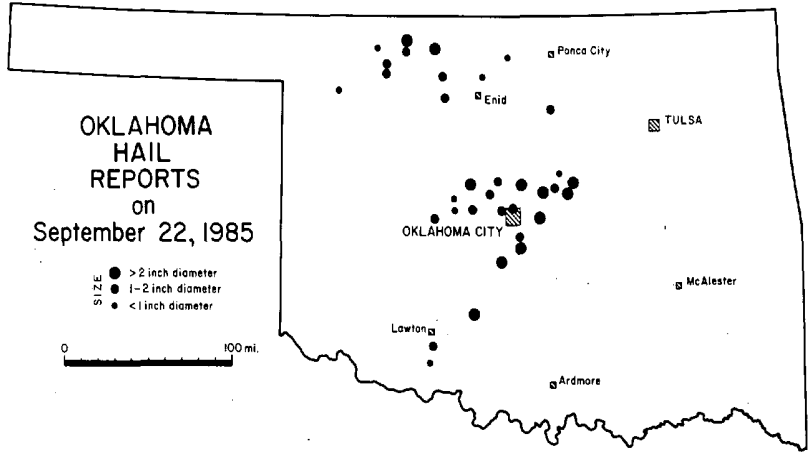 Ponca City
Enid
TULSA
OKLAHOMA
HAIL
REPORTS
on
September 22, 1985
OKLAHOMA CITY
SIZE
>2 inch diameter
1-2 inch diameter
<1 inch diameter
McAlester
Lawton
0 100 mi.
Ardmore